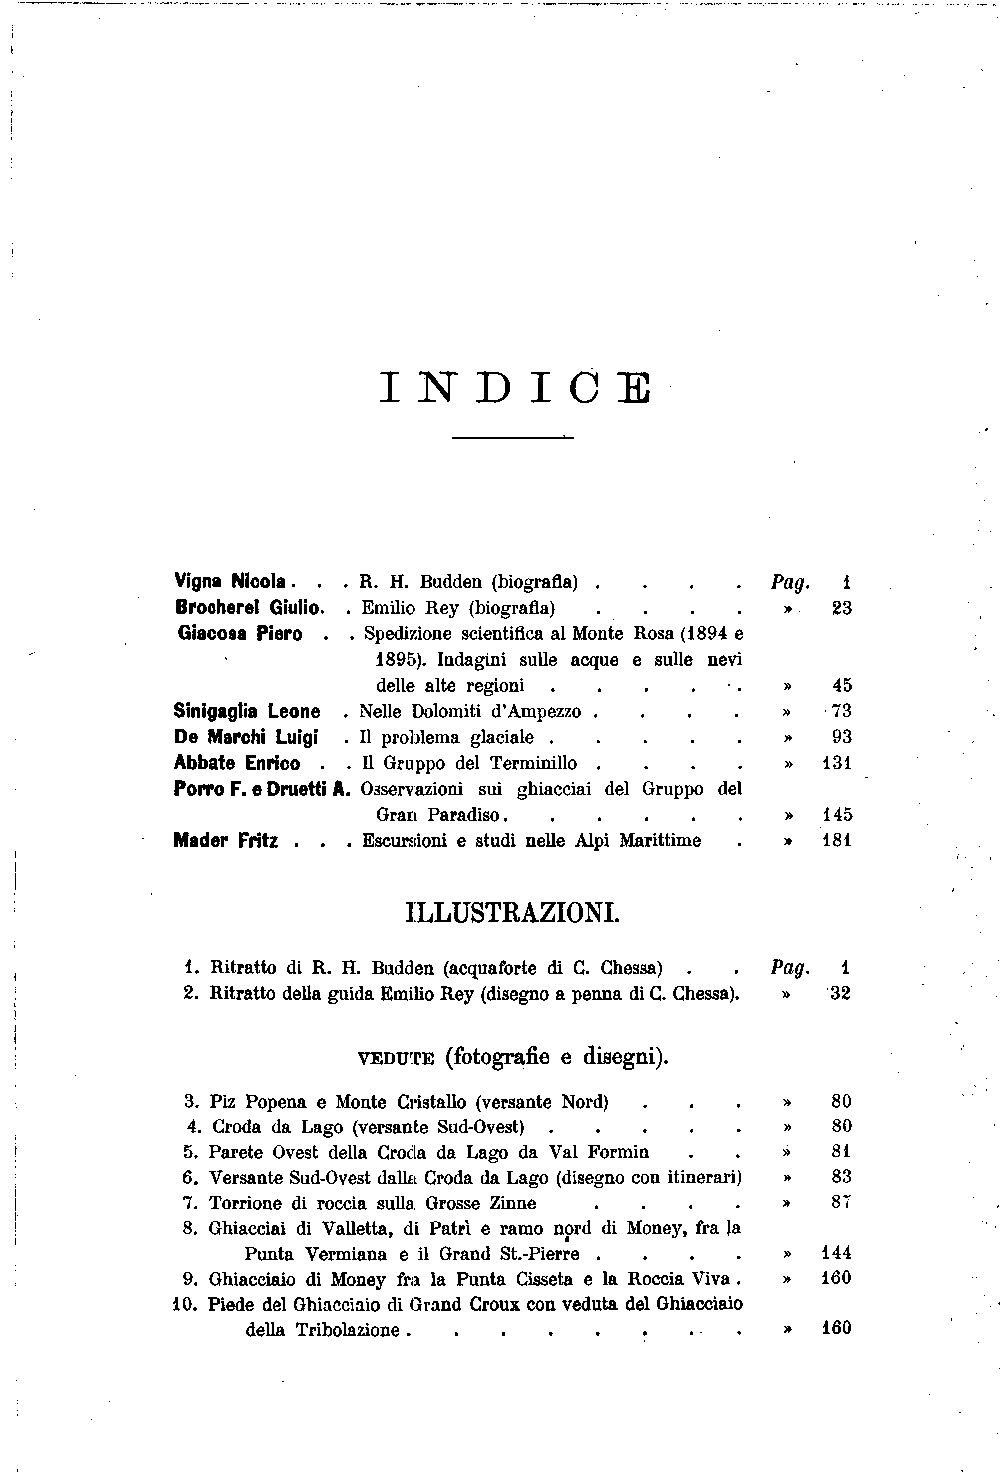 INDICE
Vigna Nicola . . . R. H. Budden (biografia) . . . . Pag. 1
Brocherel Giulio. . Emilio Rey (biografia) . . . . » 23
Giacosa Piero . . Spedizione scientifica al Monte Rosa (1894 e
1895). Indagini sulle acque e sulle nevi
delle alte regioni . . . . . » 45
Sinigaglia Leone . Nelle Dolomiti d'Ampezzo . . . . » 73
De Marchi Luigi . Il problema glaciale . . . . . » 93
Abbate Enrico . . Il Gruppo del Terminillo . . . . » 131
Porro F. e Druetti A. Osservazioni sui ghiacciai del Gruppo del
Gran Paradiso. . . . . . » 145
Mader Fritz . . . Escursioni e studi nelle Alpi Marittime . » 181
ILLUSTRAZIONI.
1. Ritratto di R. H. Budden (acquaforte di C. Chessa) . . Pag. 1
2. Ritratto della guida Emilio Rey (disegno a penna di C. Chessa). » 32
VEDUTE (fotografie e disegni).
3. Piz Popena e Monte Cristallo (versante Nord) . . . » 80
4. Croda da Lago (versante Sud-Ovest) . . . . . » 80
5. Parete Ovest della Croda da Lago da Val Formin . . » 81
6. Versante Sud-Ovest dalla Croda da Lago (disegno con itinerari) » 83
7. Torrione di roccia sulla Grosse Zinne . . . . » 87
8. Ghiacciai di Valletta, di Patrì e ramo nord di Money, fra la
Punta Vermiana e il Grand St.-Pierre . . . . » 144
9. Ghiacciaio di Money fra la Punta Cisseta e la Roccia Viva . » 160
10. Piede del Ghiacciaio di Grand Croux con veduta del Ghiacciaio
della Tribolazione . . . . . . . . » 160